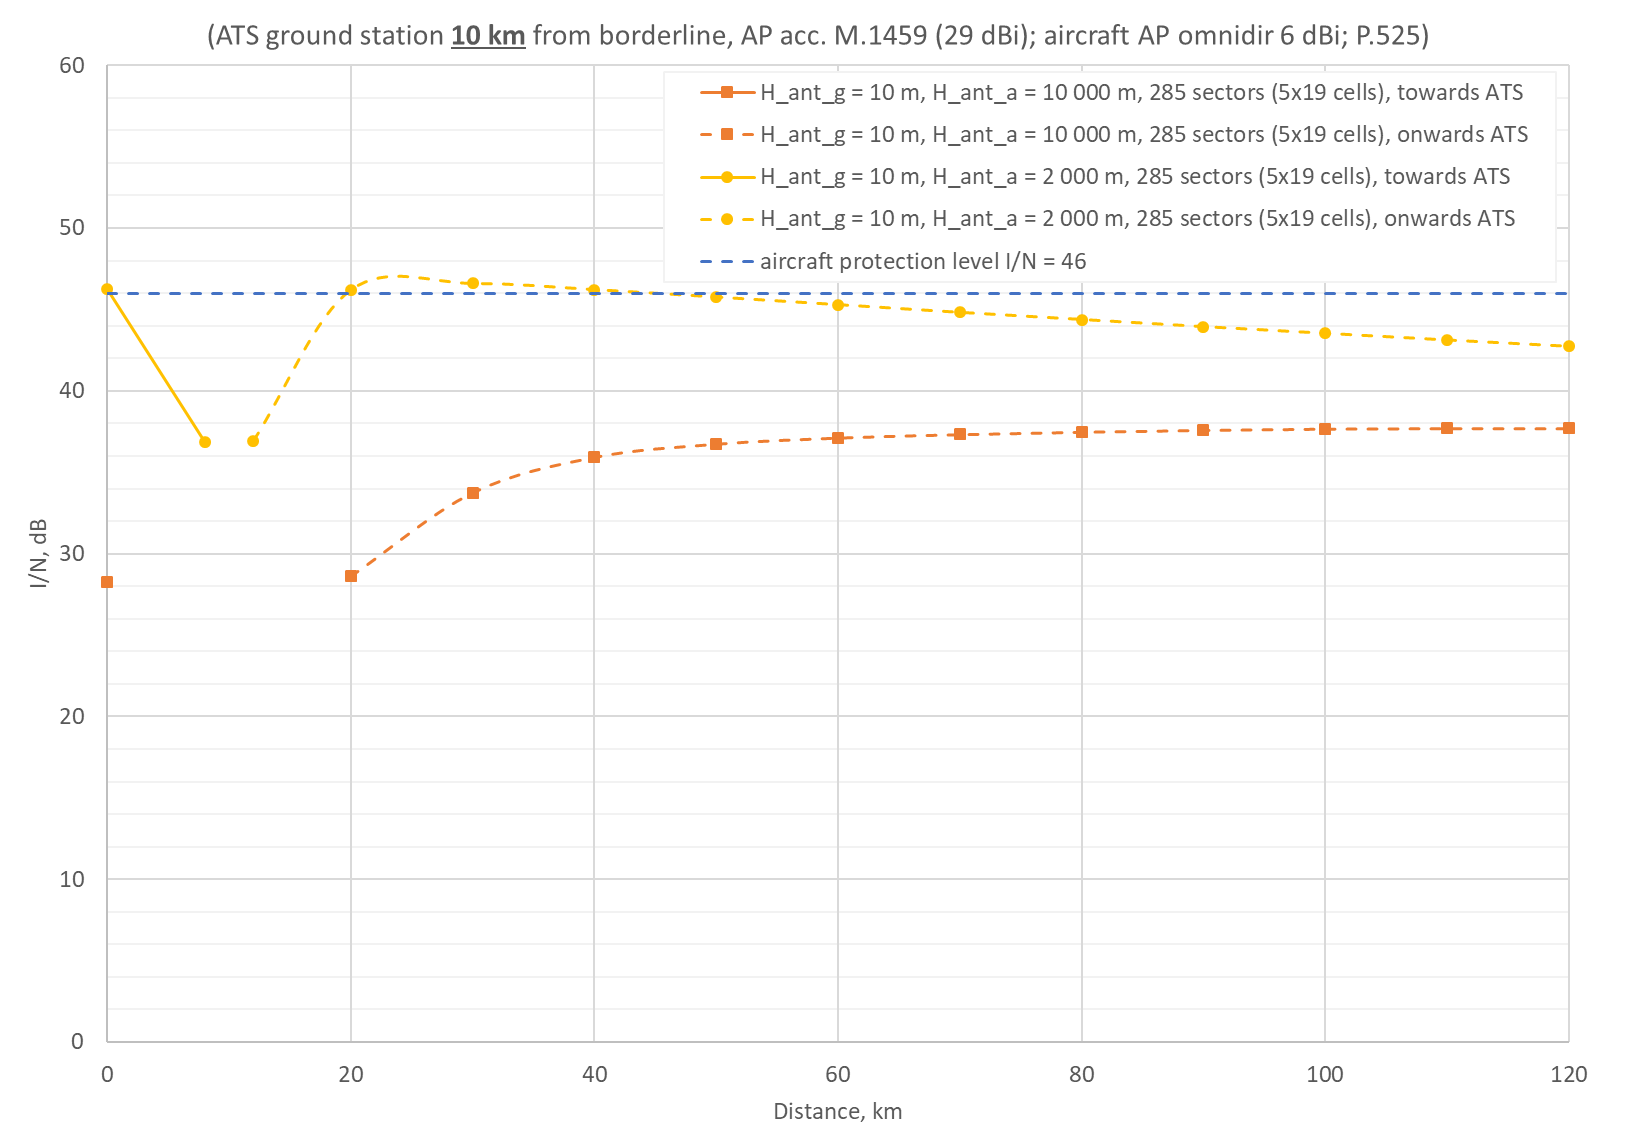 (ATS ground station 10 km from borderline, AP acc. M.1459 (29 dBi); aircraft AP omnidir 6 dBi; P.525)
H_ant_g = 10 m, H_ant_a = 10 000 m, 285 sectors (5x19 cells), towards ATS
H_ant_g = 10 m, H_ant_a = 10 000 m, 285 sectors (5x19 cells), onwards ATS
H_ant_g = 10 m, H_ant_a = 2 000 m, 285 sectors (5x19 cells), towards ATS
H_ant_g = 10 m, H_ant_a = 2 000 m, 285 sectors (5x19 cells), onwards ATS
aircraft protection level I/N = 46
I/N, dB
60
50
40
30
20
10
0
0 20 40 60 80 100 120
Distance, km